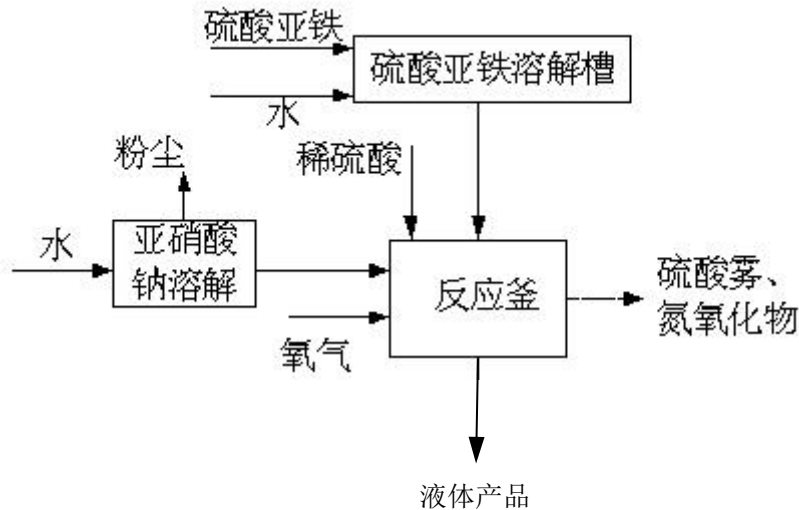 硫酸亚铁
硫酸亚铁溶解槽
水
粉尘
稀硫酸
水
亚硝酸
钠溶解
反应釜
硫酸雾、
氮氧化物
氧气
液体产品